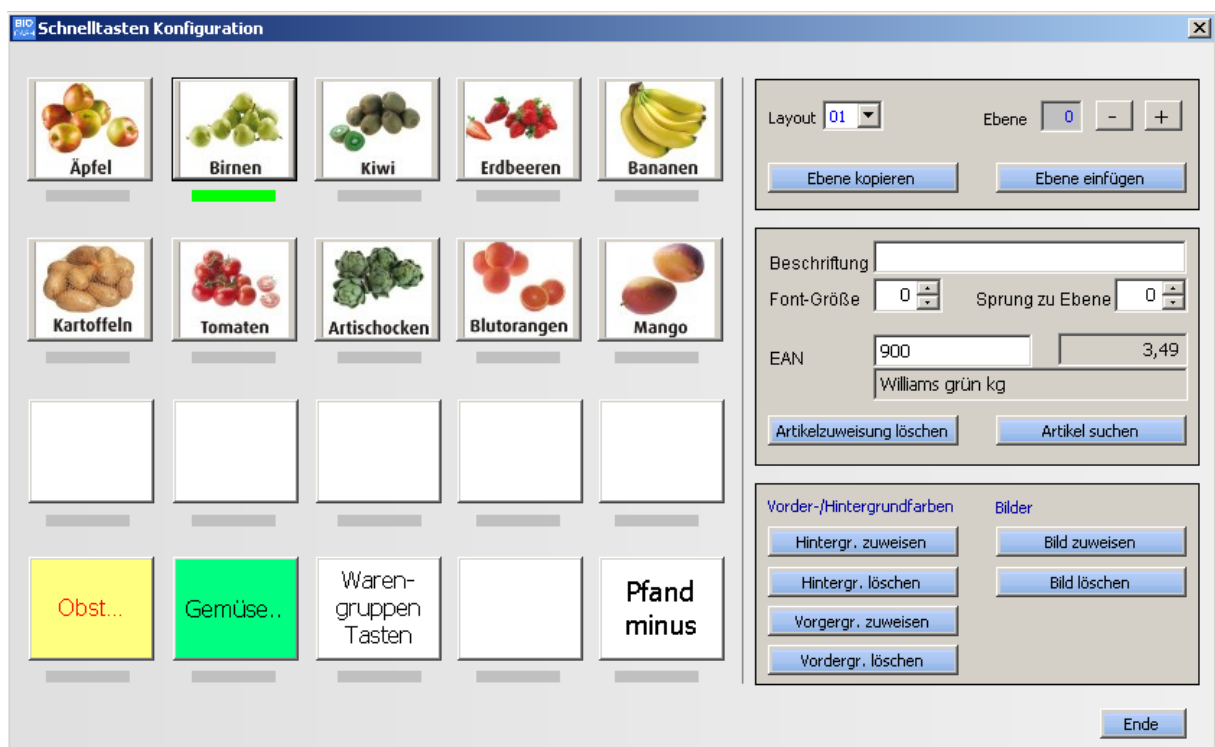 BIO
Schnelltasten Konfiguration
Äpfel
Birnen
Kiwi
Erdbeeren
Bananen
Kartoffeln
Tomaten
Artischocken
Blutorangen
Mango
Obst...
Gemüse..
Waren-
gruppen
Tasten
Pfand
minus
Layout 01 Ebene 0 - +
Ebene kopieren Ebene einfügen
Beschriftung
Font-Größe 0 Sprung zu Ebene 0
EAN 900 3,49
Williams grün kg
Artikelzuweisung löschen Artikel suchen
Vorder-/Hintergrundfarben Bilder
Hintergr. zuweisen Bild zuweisen
Hintergr. löschen Bild löschen
Vorgergr. zuweisen
Vordergr. löschen
Ende